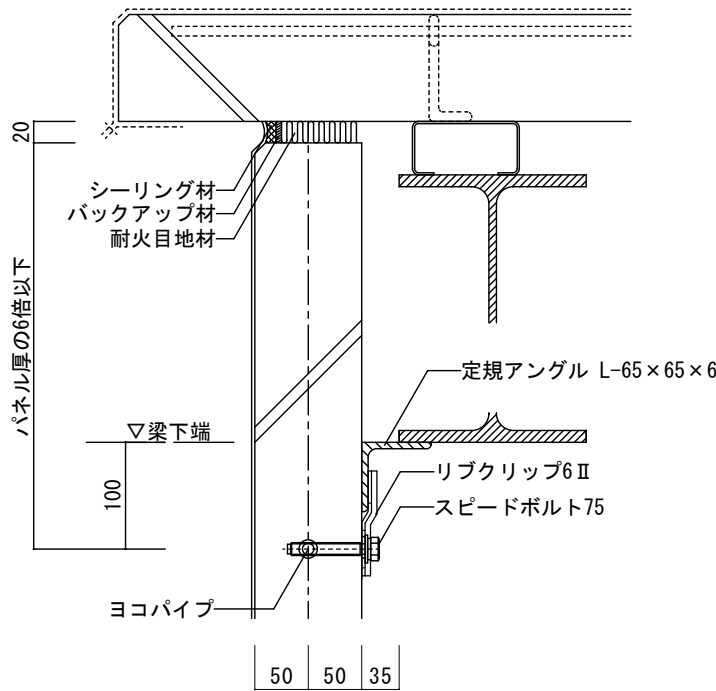 20
シーリング材
バックアップ材
耐火目地材
パネル厚の6倍以下
定規アングル L-65×65×6
▽梁下端
リブクリップ6Ⅱ
100
スピードボルト75
ヨコパイプ
50 50 35